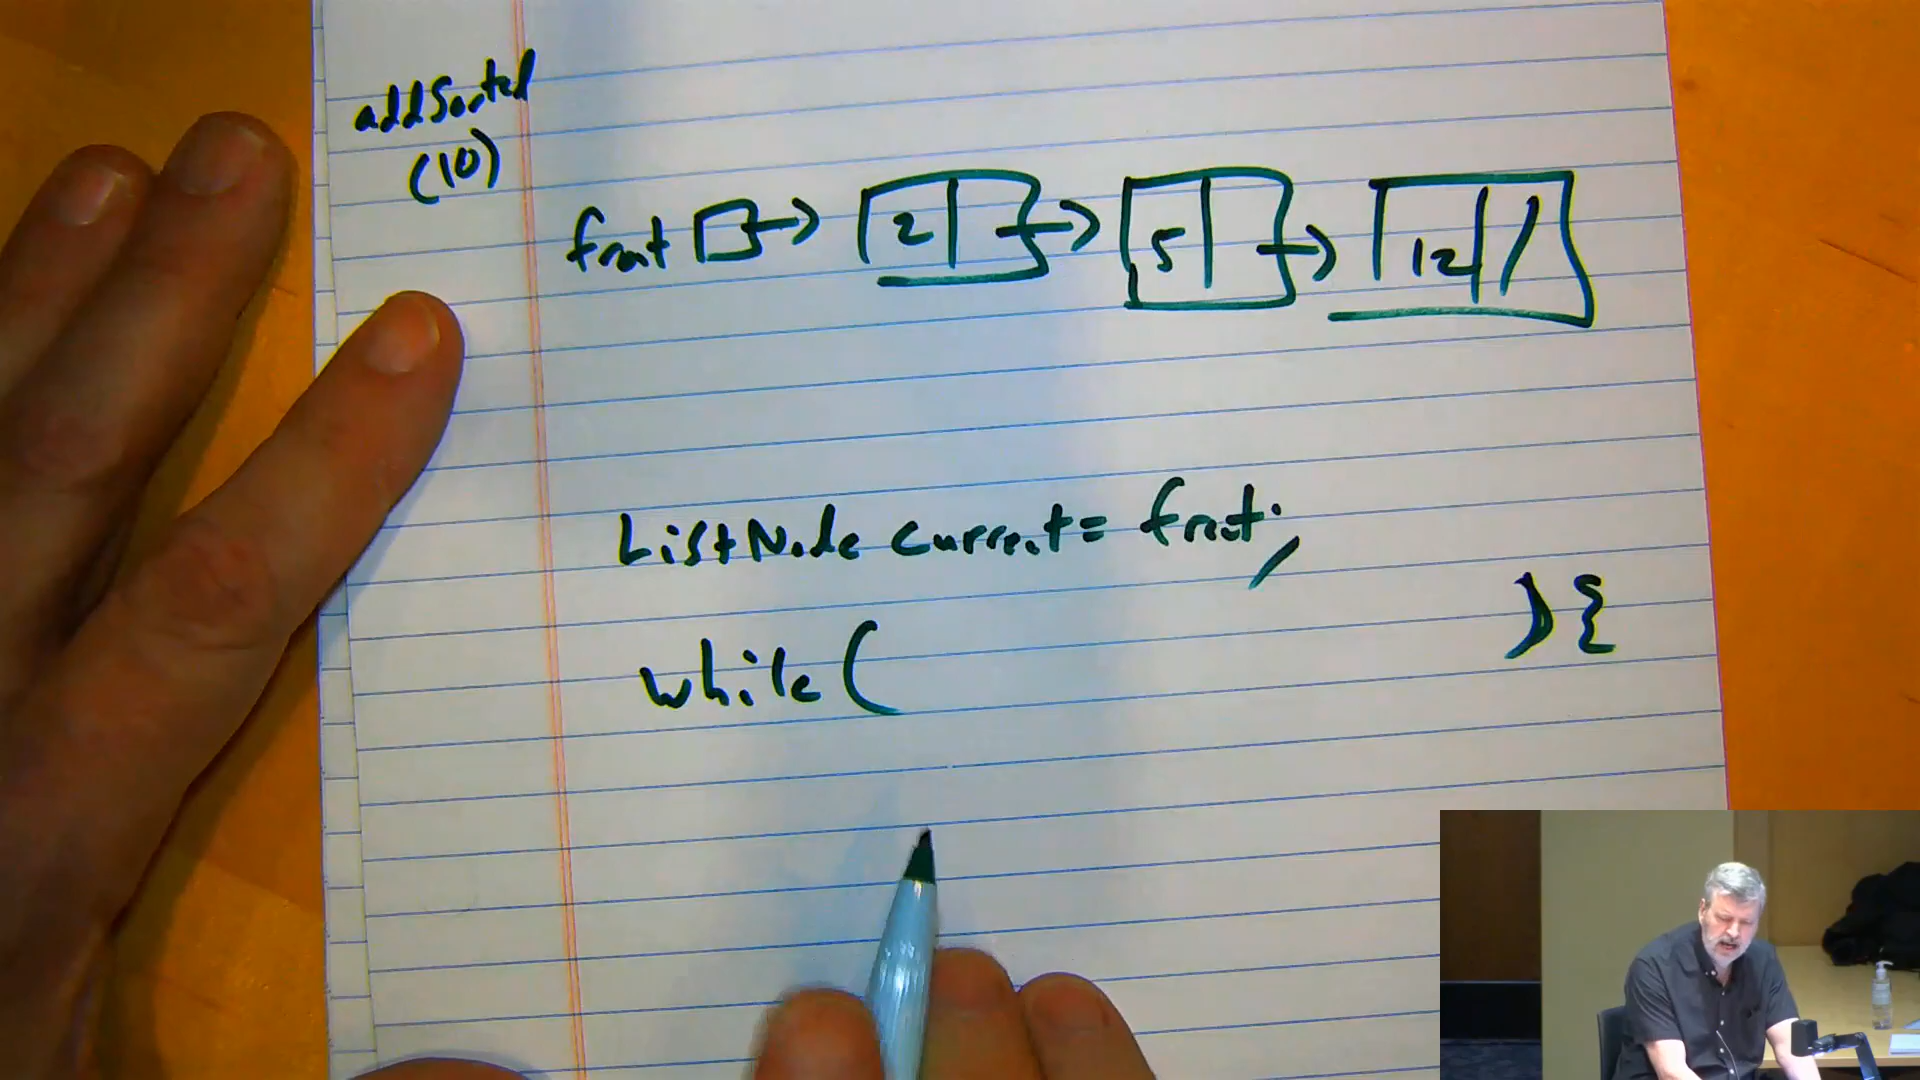 addSorted
(10)
front 2 5 12 /
ListNode current = front;
while ( ) {